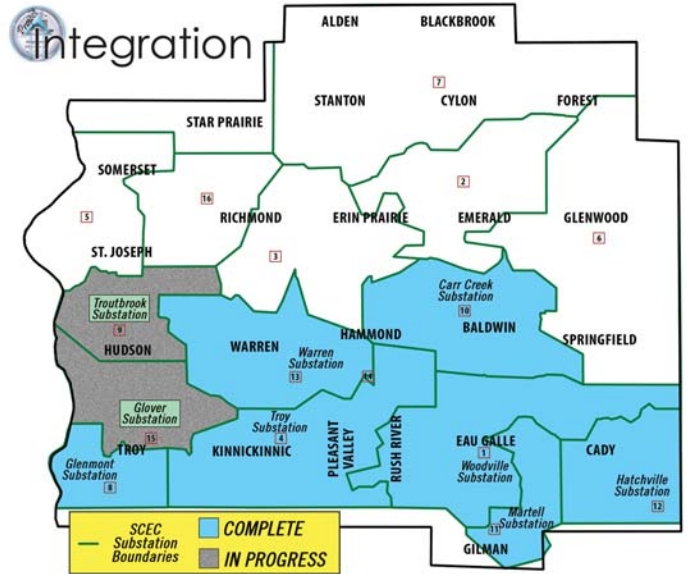 Integration
ALDEN
BLACKBROOK
7
STANTON
CYLON
FOREST
STAR PRAIRIE
SOMERSET
16
2
5
RICHMOND
ERIN PRAIRIE
EMERALD
GLENWOOD
6
ST. JOSEPH
3
Troutbrook
Substation
9
HUDSON
Carr Creek
Substation
10
BALDWIN
HAMMOND
WARREN
Warren
Substation
13
14
SPRINGFIELD
Glover
Substation
15
TROY
Troy
Substation
4
KINNICKINNIC
PLEASANT
VALLEY
RUSH RIVER
EAU GALLE
1
Woodville
Substation
CADY
Glenmont
Substation
8
Hatchville
Substation
12
Martell
Substation
11
GILMAN
SCEC
Substation
Boundaries
COMPLETE
IN PROGRESS